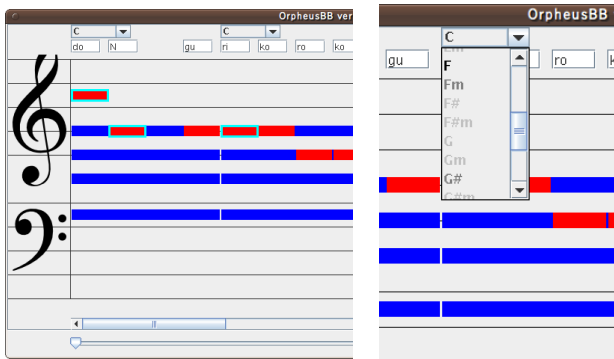 OrpheusBB ver
C C
do N gu ri ko ro ko
OrpheusBB
C
gu ro
F
Fm
F#
F#m
G
Gm
G#
G#m